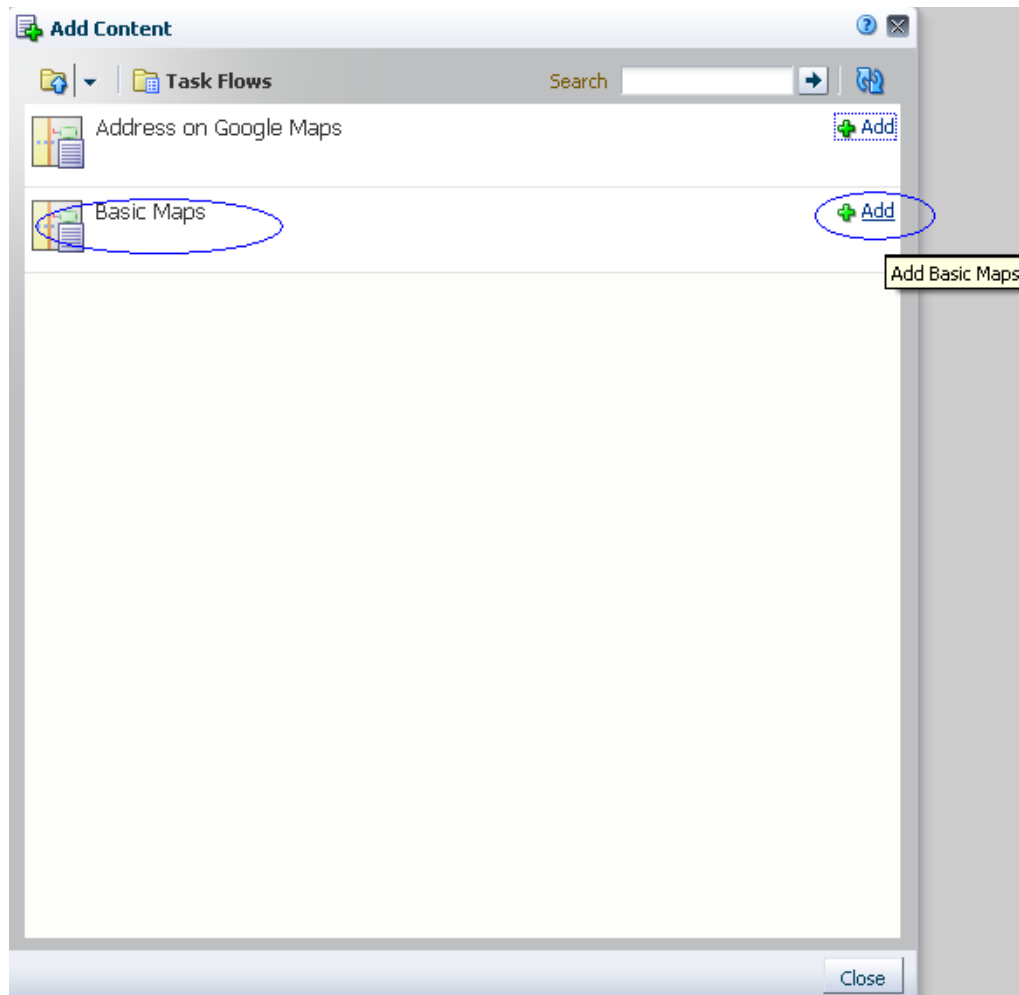 Add Content
Task Flows Search
Address on Google Maps Add
Basic Maps Add
Add Basic Maps
Close